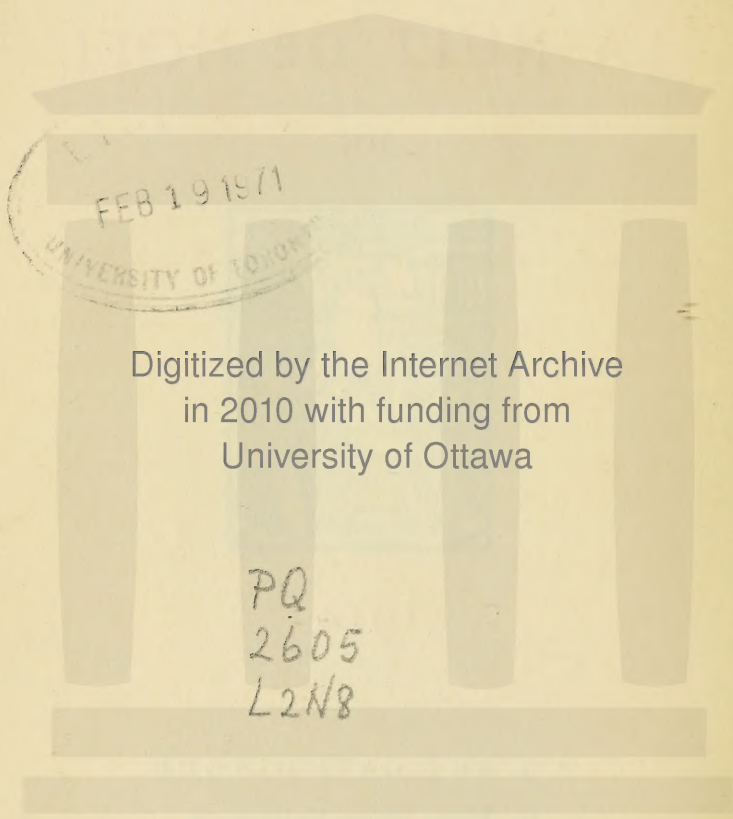 FEB 19 1971
UNIVERSITY OF TORONTO
Digitized by the Internet Archive
in 2010 with funding from
University of Ottawa
PQ
2605
L2N8